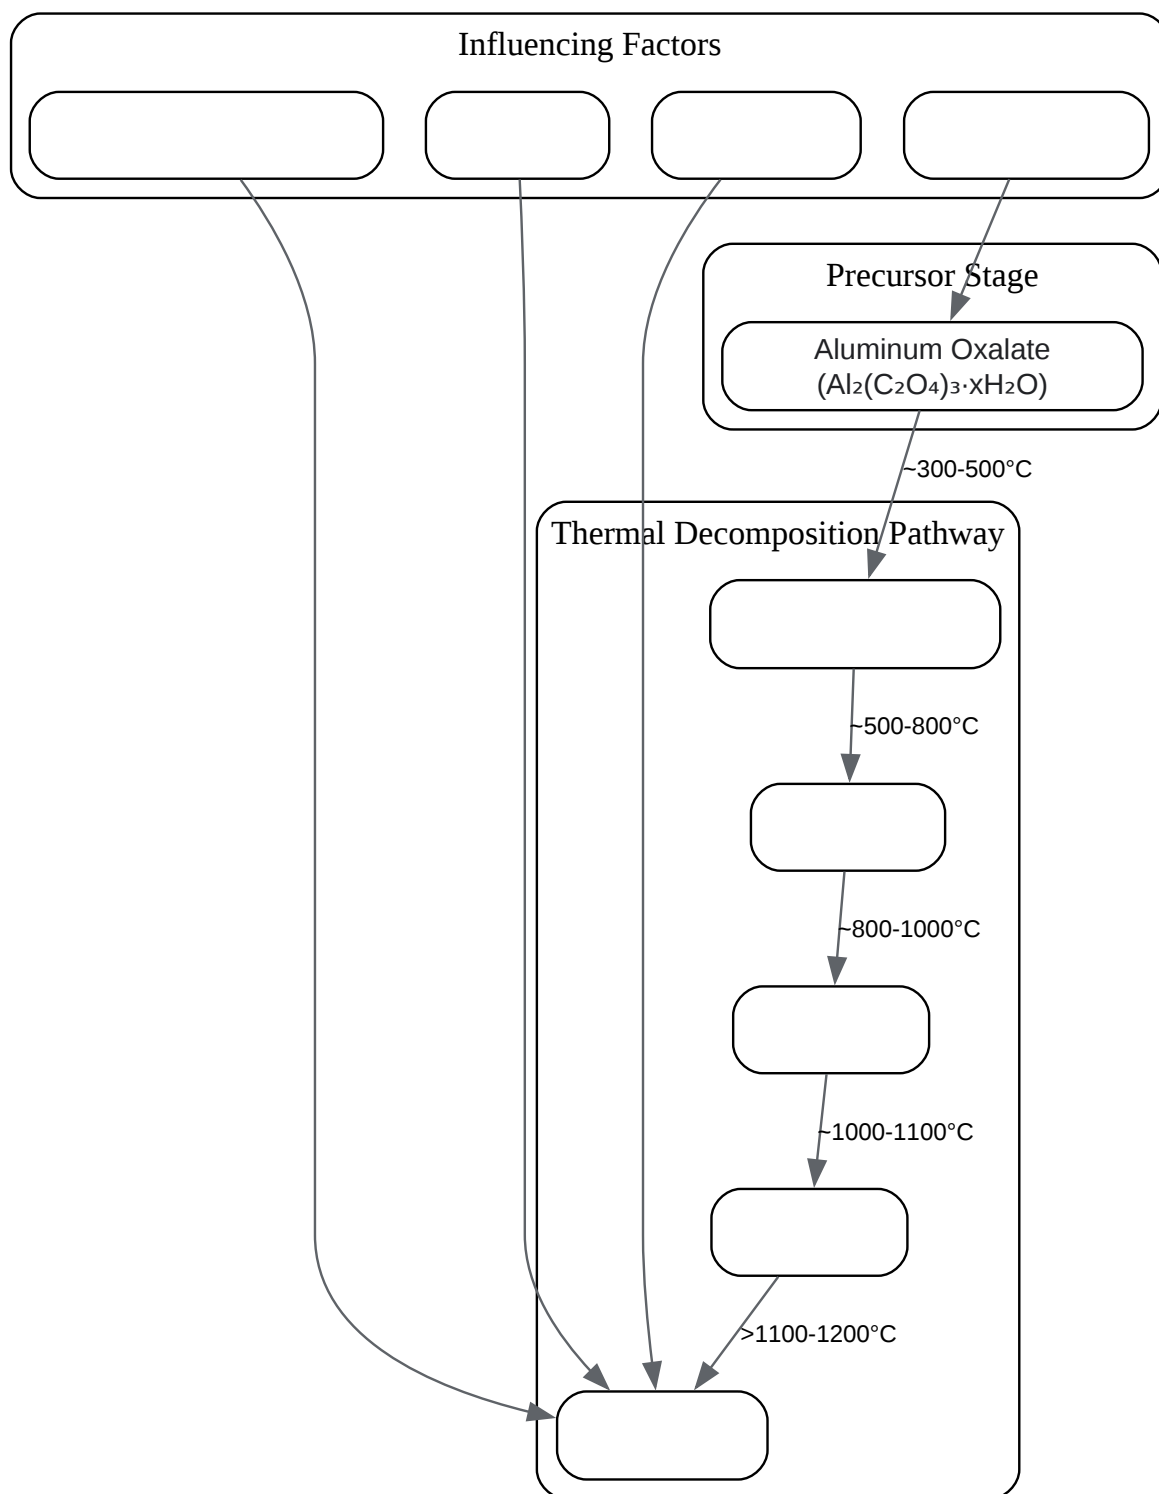 Influencing Factors
Precursor Stage
Aluminum Oxalate
(Al₂(C₂O₄)₃·xH₂O)
~300-500°C
Thermal Decomposition Pathway
~500-800°C
~800-1000°C
~1000-1100°C
>1100-1200°C